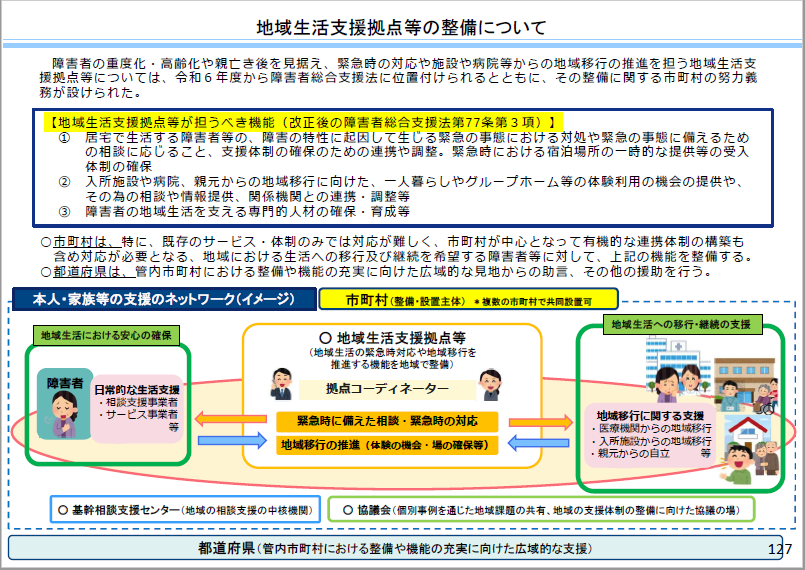 地域生活支援拠点等の整備について
障害者の重度化・高齢化や親亡き後を見据え、緊急時の対応や施設や病院等からの地域移行の推進を担う地域生活支
援拠点等については、令和６年度から障害者総合支援法に位置付けられるとともに、その整備に関する市町村の努力義
務が設けられた。
【地域生活支援拠点等が担うべき機能（改正後の障害者総合支援法第77条第３項）】
① 居宅で生活する障害者等の、障害の特性に起因して生じる緊急の事態における対処や緊急の事態に備えるため
の相談に応じること、支援体制の確保のための連携や調整。緊急時における宿泊場所の一時的な提供等の受入
体制の確保
② 入所施設や病院、親元からの地域移行に向けた、一人暮らしやグループホーム等の体験利用の機会の提供や、
その為の相談や情報提供、関係機関との連携・調整等
③ 障害者の地域生活を支える専門的人材の確保・育成等
○市町村は、特に、既存のサービス・体制のみでは対応が難しく、市町村が中心となって有機的な連携体制の構築も
含め対応が必要となる、地域における生活への移行及び継続を希望する障害者等に対して、上記の機能を整備する。
○都道府県は、管内市町村における整備や機能の充実に向けた広域的な見地からの助言、その他の援助を行う。
本人・家族等の支援のネットワーク（イメージ）
市町村（整備・設置主体） ＊複数の市町村で共同設置可
地域生活における安心の確保
障害者
日常的な生活支援
・相談支援事業者
・サービス事業者
等
○ 地域生活支援拠点等
（地域生活の緊急時対応や地域移行を
推進する機能を地域で整備）
拠点コーディネーター
緊急時に備えた相談・緊急時の対応
地域移行の推進（体験の機会・場の確保等）
地域生活への移行・継続の支援
地域移行に関する支援
・医療機関からの地域移行
・入所施設からの地域移行
・親元からの自立 等
○ 基幹相談支援センター（地域の相談支援の中核機関）
○ 協議会（個別事例を通じた地域課題の共有、地域の支援体制の整備に向けた協議の場）
都道府県（管内市町村における整備や機能の充実に向けた広域的な支援）
127